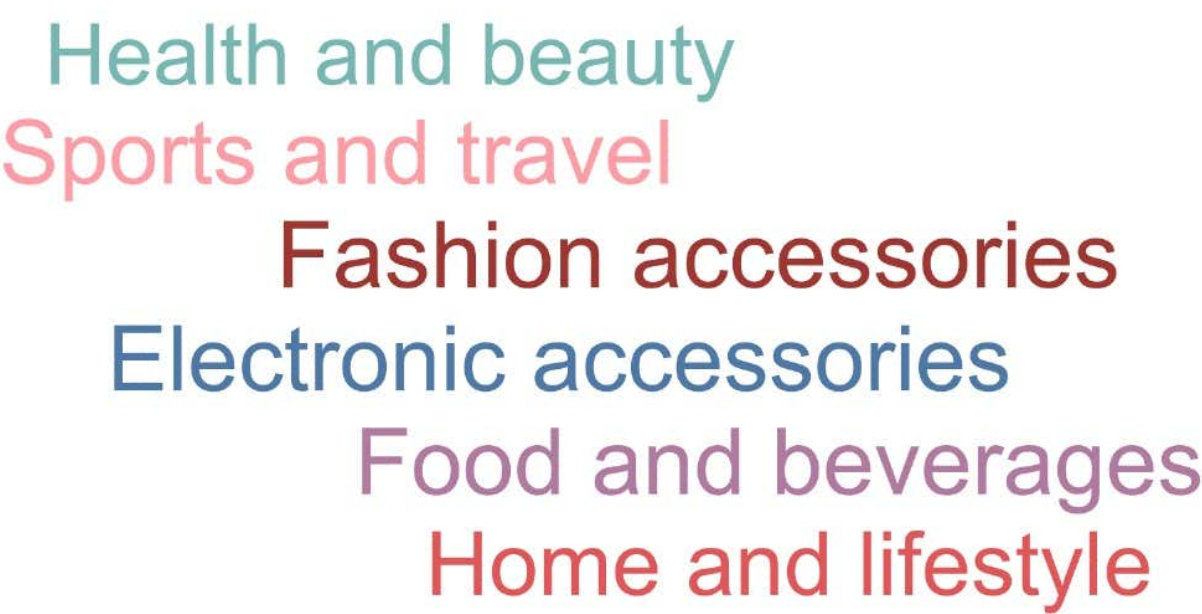 Health and beauty
Sports and travel
Fashion accessories
Electronic accessories
Food and beverages
Home and lifestyle